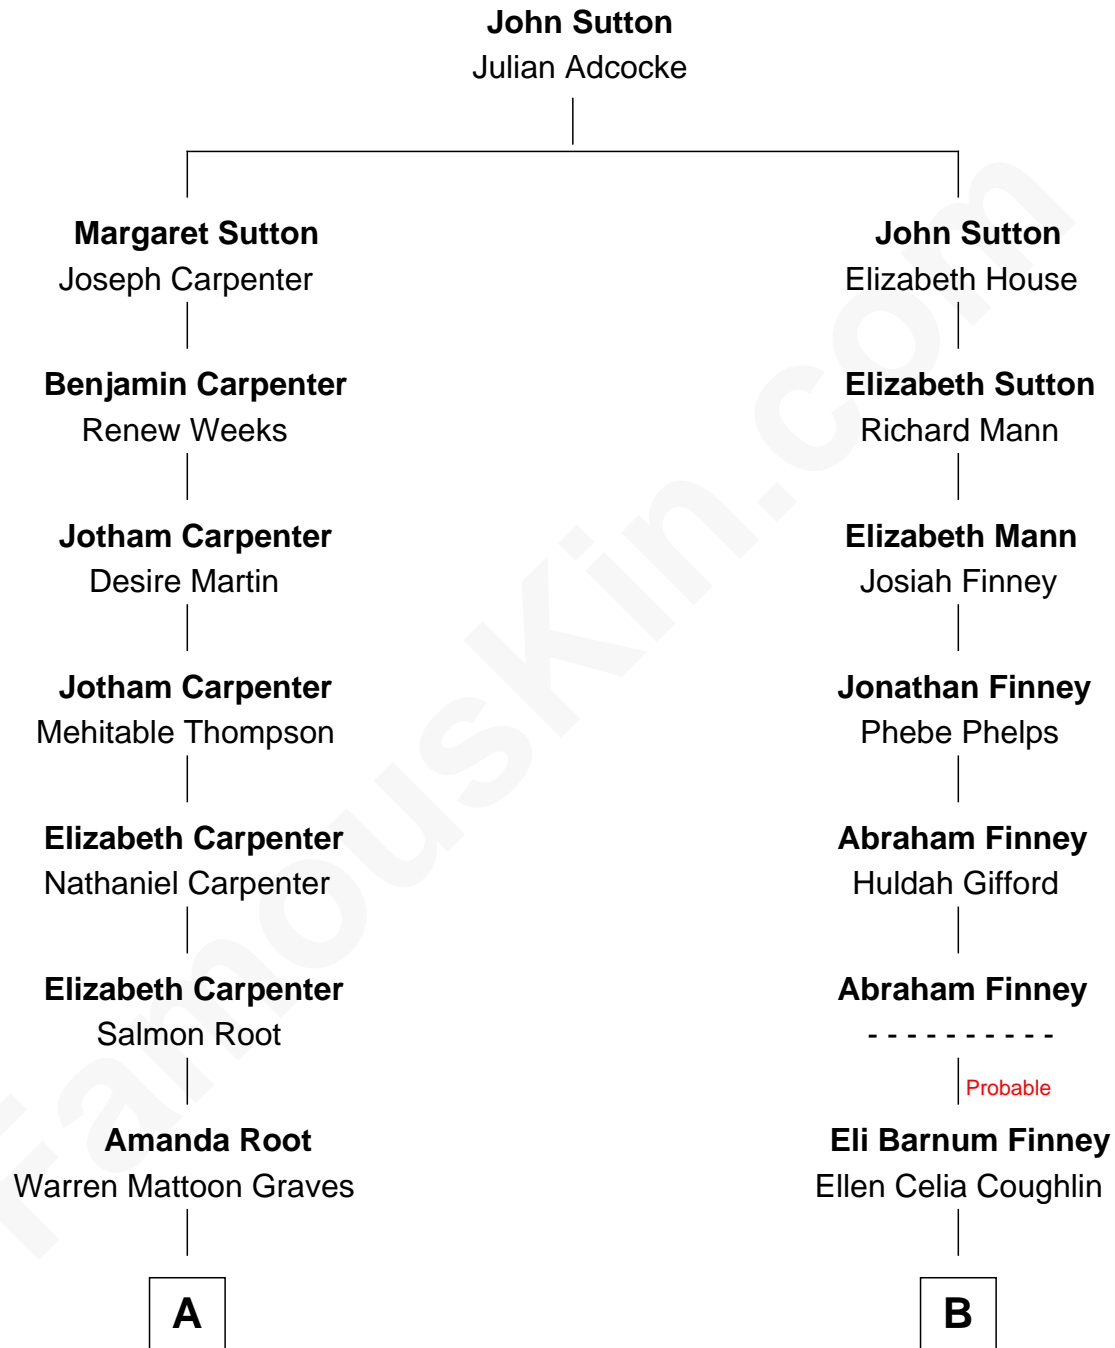 John Sutton
Julian Adcocke
Margaret Sutton
Joseph Carpenter
John Sutton
Elizabeth House
Benjamin Carpenter
Renew Weeks
Elizabeth Sutton
Richard Mann
Jotham Carpenter
Desire Martin
Elizabeth Mann
Josiah Finney
Jotham Carpenter
Mehitable Thompson
Jonathan Finney
Phebe Phelps
Elizabeth Carpenter
Nathaniel Carpenter
Abraham Finney
Huldah Gifford
Elizabeth Carpenter
Salmon Root
Abraham Finney
- - - - - - - - - -
Probable
Amanda Root
Warren Mattoon Graves
Eli Barnum Finney
Ellen Celia Coughlin
A
B
FamousKin.com